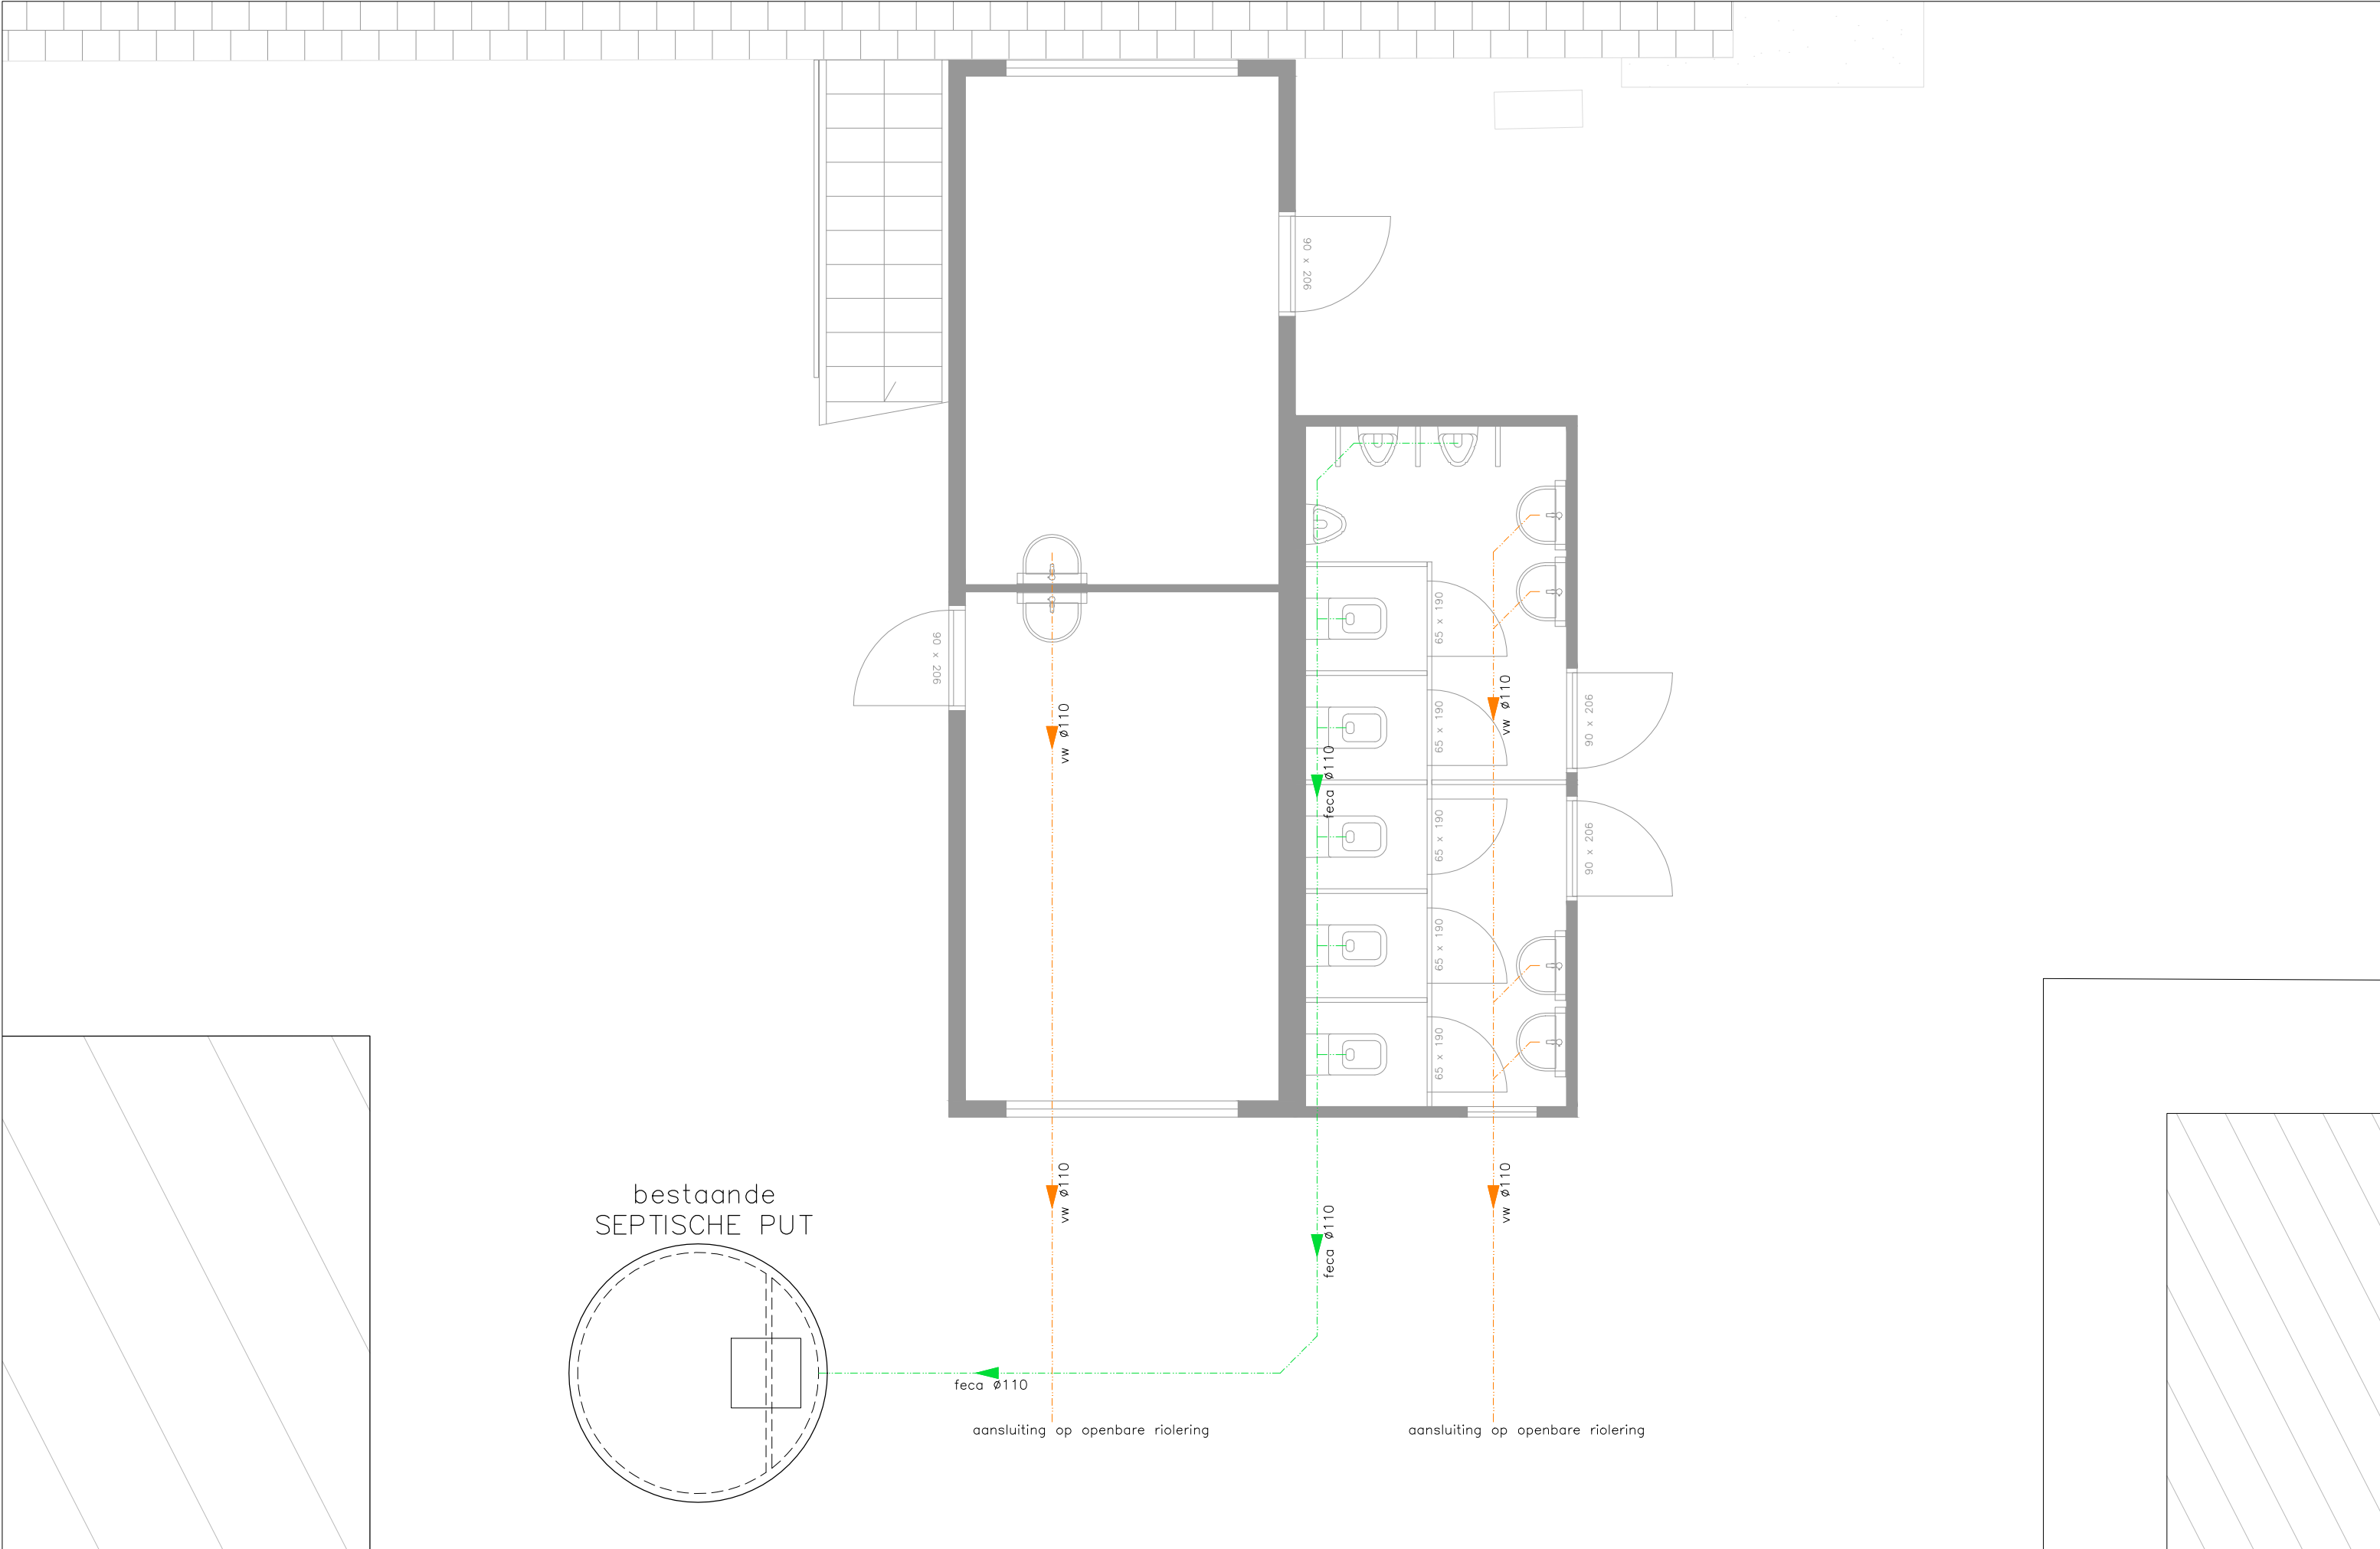 90 x 206
65 x 190
90 x 206
vw ø110
vw ø110
65 x 190
90 x 206
feca ø110
65 x 190
90 x 206
65 x 190
65 x 190
bestaande
SEPTISCHE PUT
vw ø110
vw ø110
feca ø110
feca ø110
aansluiting op openbare riolering
aansluiting op openbare riolering